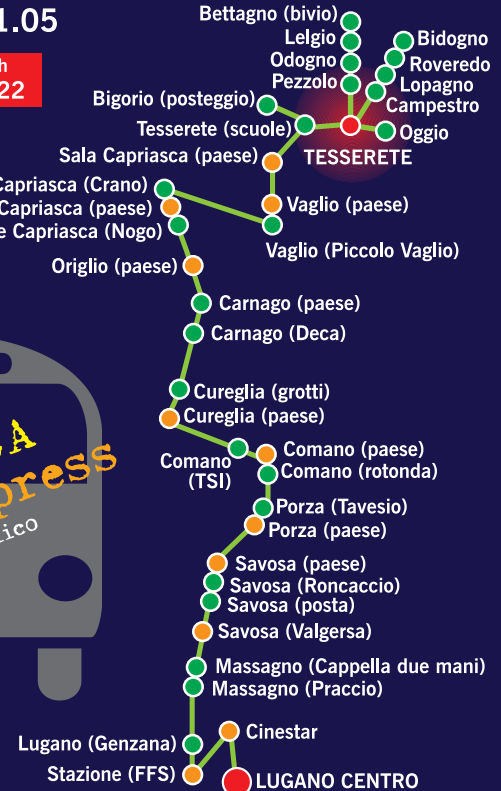 1.05
h
22
Bettagno (bivio)
Lelgio
Odogno
Pezzolo
Bidogno
Roveredo
Lopagno
Campestro
Bigorio (posteggio)
Tesserete (scuole)
Oggio
TESSERETE
Sala Capriasca (paese)
Capriasca (Crano)
Capriasca (paese)
e Capriasca (Nogo)
Vaglio (paese)
Vaglio (Piccolo Vaglio)
Origlio (paese)
Carnago (paese)
Carnago (Deca)
Cureglia (grotti)
Cureglia (paese)
Comano
(TSI)
Comano (paese)
Comano (rotonda)
Porza (Tavesio)
Porza (paese)
Savosa (paese)
Savosa (Roncaccio)
Savosa (posta)
Savosa (Valgersa)
Massagno (Cappella due mani)
Massagno (Praccio)
Lugano (Genzana)
Cinestar
Stazione (FFS)
LUGANO CENTRO
A
press
ico